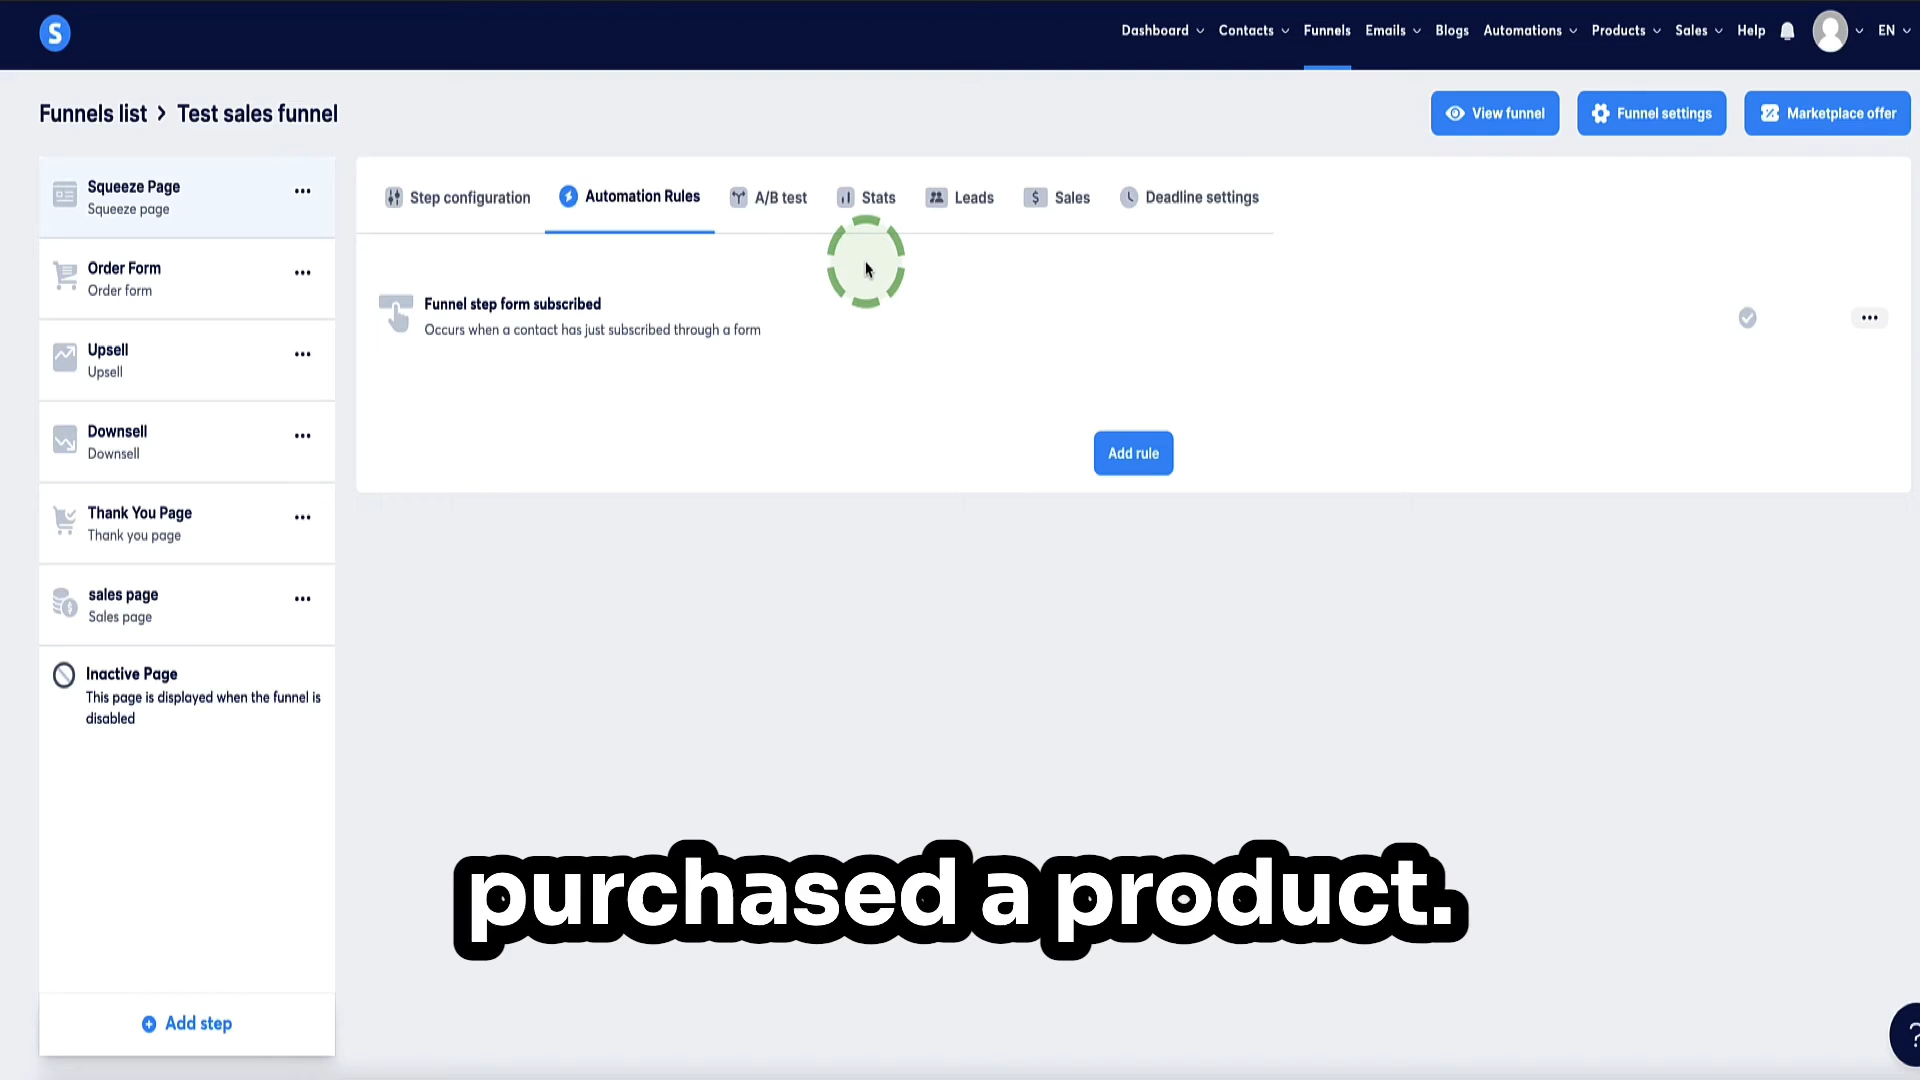 S
Dashboard
Contacts
Funnels
Emails
Blogs
Automations
Products
Sales
Help
EN
Funnels list > Test sales funnel
View funnel
Funnel settings
Marketplace offer
Squeeze Page
Squeeze page
Order Form
Order form
Upsell
Upsell
Downsell
Downsell
Thank You Page
Thank you page
sales page
Sales page
Inactive Page
This page is displayed when the funnel is
disabled
Add step
Step configuration
Automation Rules
A/B test
Stats
Leads
$ Sales
Deadline settings
Funnel step form subscribed
Occurs when a contact has just subscribed through a form
Add rule
purchased a product.
?